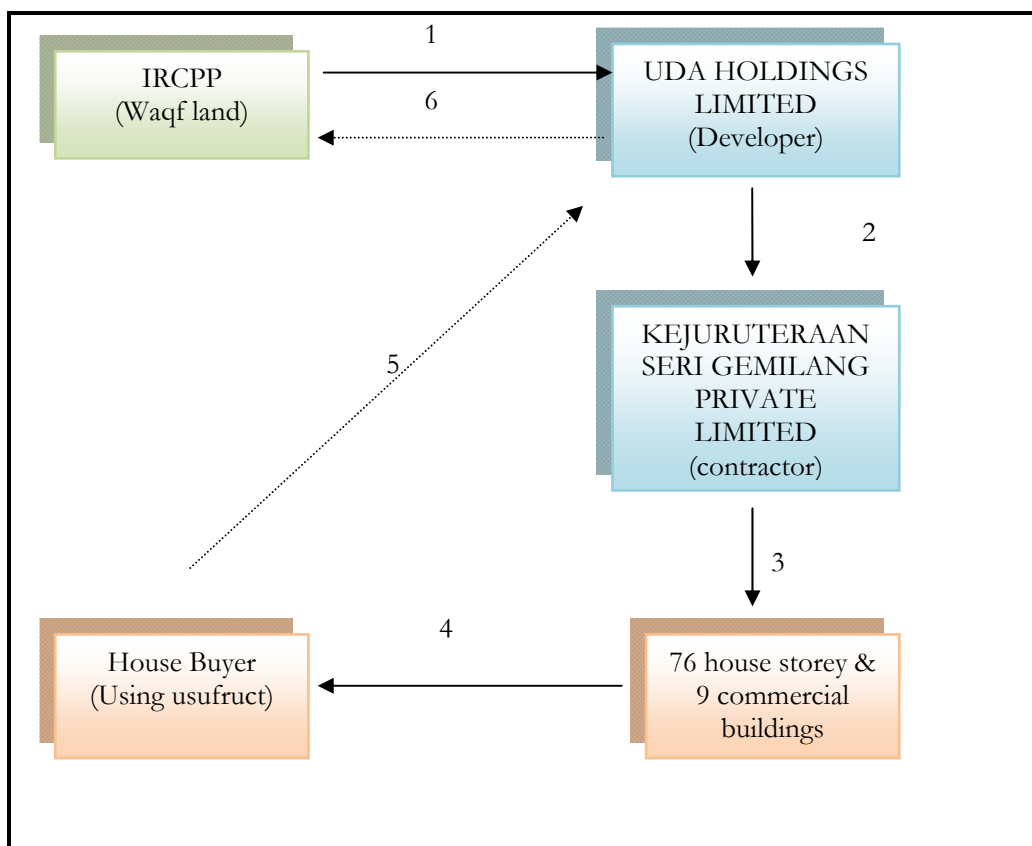 1
IRCPP
(Waqf land)
6
UDA HOLDINGS
LIMITED
(Developer)
2
KEJURUTERAAN
SERI GEMILANG
PRIVATE
LIMITED
(contractor)
5
3
4
House Buyer
(Using usufruct)
76 house storey &
9 commercial
buildings